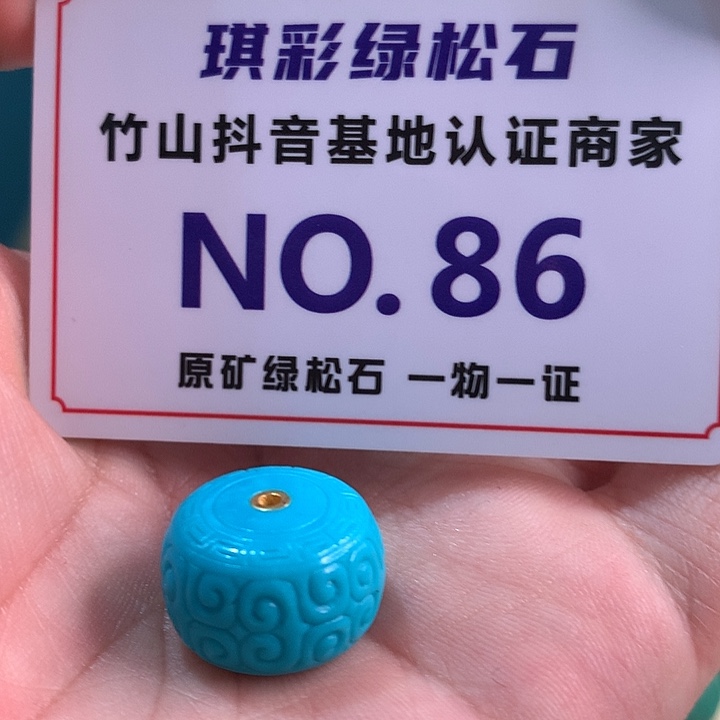 琪彩绿松石
竹山抖音基地认证商家
NO.86
原矿绿松石 一物一证